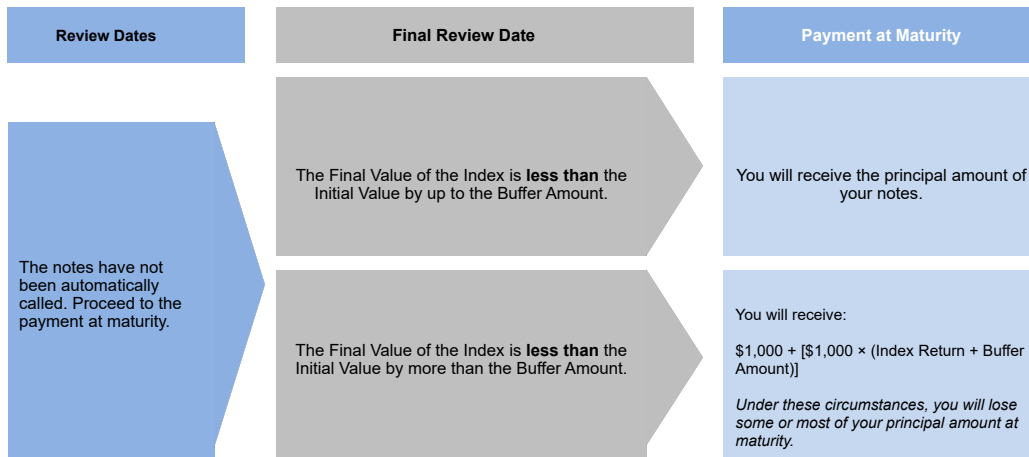 Review Dates
Final Review Date
Payment at Maturity
The notes have not
been automatically
called. Proceed to the
payment at maturity.
The Final Value of the Index is less than the
Initial Value by up to the Buffer Amount.
You will receive the principal amount of
your notes.
The Final Value of the Index is less than the
Initial Value by more than the Buffer Amount.
You will receive:
$1,000 + [$1,000 × (Index Return + Buffer
Amount)]
Under these circumstances, you will lose
some or most of your principal amount at
maturity.